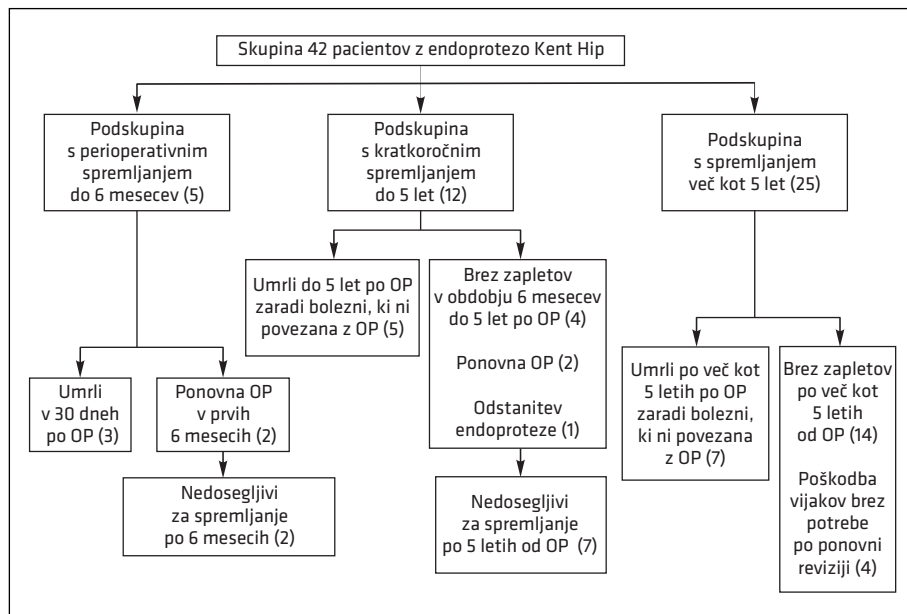 Skupina 42 pacientov z endoprotezo Kent Hip
Podskupina
s perioperativnim
spremljanjem
do 6 mesecev (5)
Podskupina
s kratkoročnim
spremljanjem
do 5 let (12)
Podskupina
s spremljanjem
več kot 5 let (25)
Umrli do 5 let po OP
zaradi bolezni, ki ni
povezana z OP (5)
Brez zapletov
v obdobju 6 mesecev
do 5 let po OP (4)
Ponovna OP (2)
Odstanitev
endoproteze (1)
Umrli
v 30 dneh
po OP (3)
Ponovna OP
v prvih
6 mesecih (2)
Umrli po več kot
5 letih po OP
zaradi bolezni,
ki ni povezana
z OP (7)
Brez zapletov
po več kot
5 letih
od OP (14)
Poškodba
vijakov brez
potrebe
po ponovni
reviziji (4)
Nedosegljivi
za spremljanje
po 6 mesecih (2)
Nedosegljivi
za spremljanje
po 5 letih od OP (7)